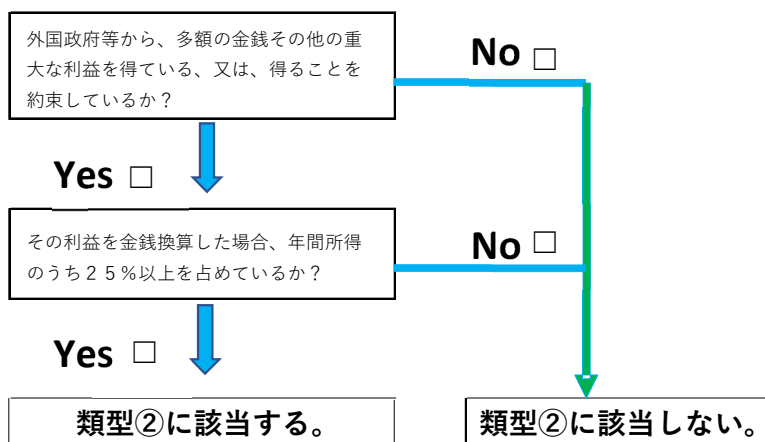 外国政府等から、多額の金銭その他の重
大な利益を得ている、又は、得ることを
約束しているか？
No □
Yes □
その利益を金銭換算した場合、年間所得
のうち２５％以上を占めているか？
No □
Yes □
類型②に該当する。
類型②に該当しない。